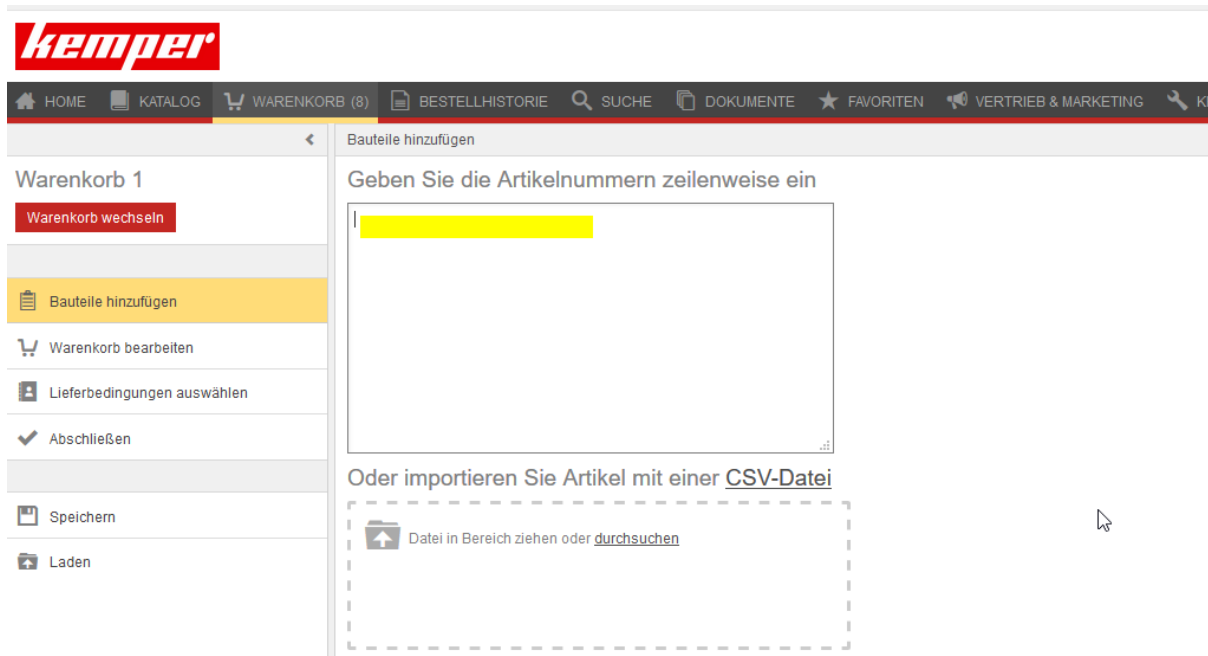 kemper
HOME KATALOG WARENKORB (8) BESTELLHISTORIE SUCHE DOKUMENTE FAVORITEN VERTRIEB & MARKETING
Bauteile hinzufügen
Warenkorb 1
Warenkorb wechseln
Bauteile hinzufügen
Warenkorb bearbeiten
Lieferbedingungen auswählen
Abschließen
Speichern
Laden
Geben Sie die Artikelnummern zeilenweise ein
Oder importieren Sie Artikel mit einer CSV-Datei
Datei in Bereich ziehen oder durchsuchen